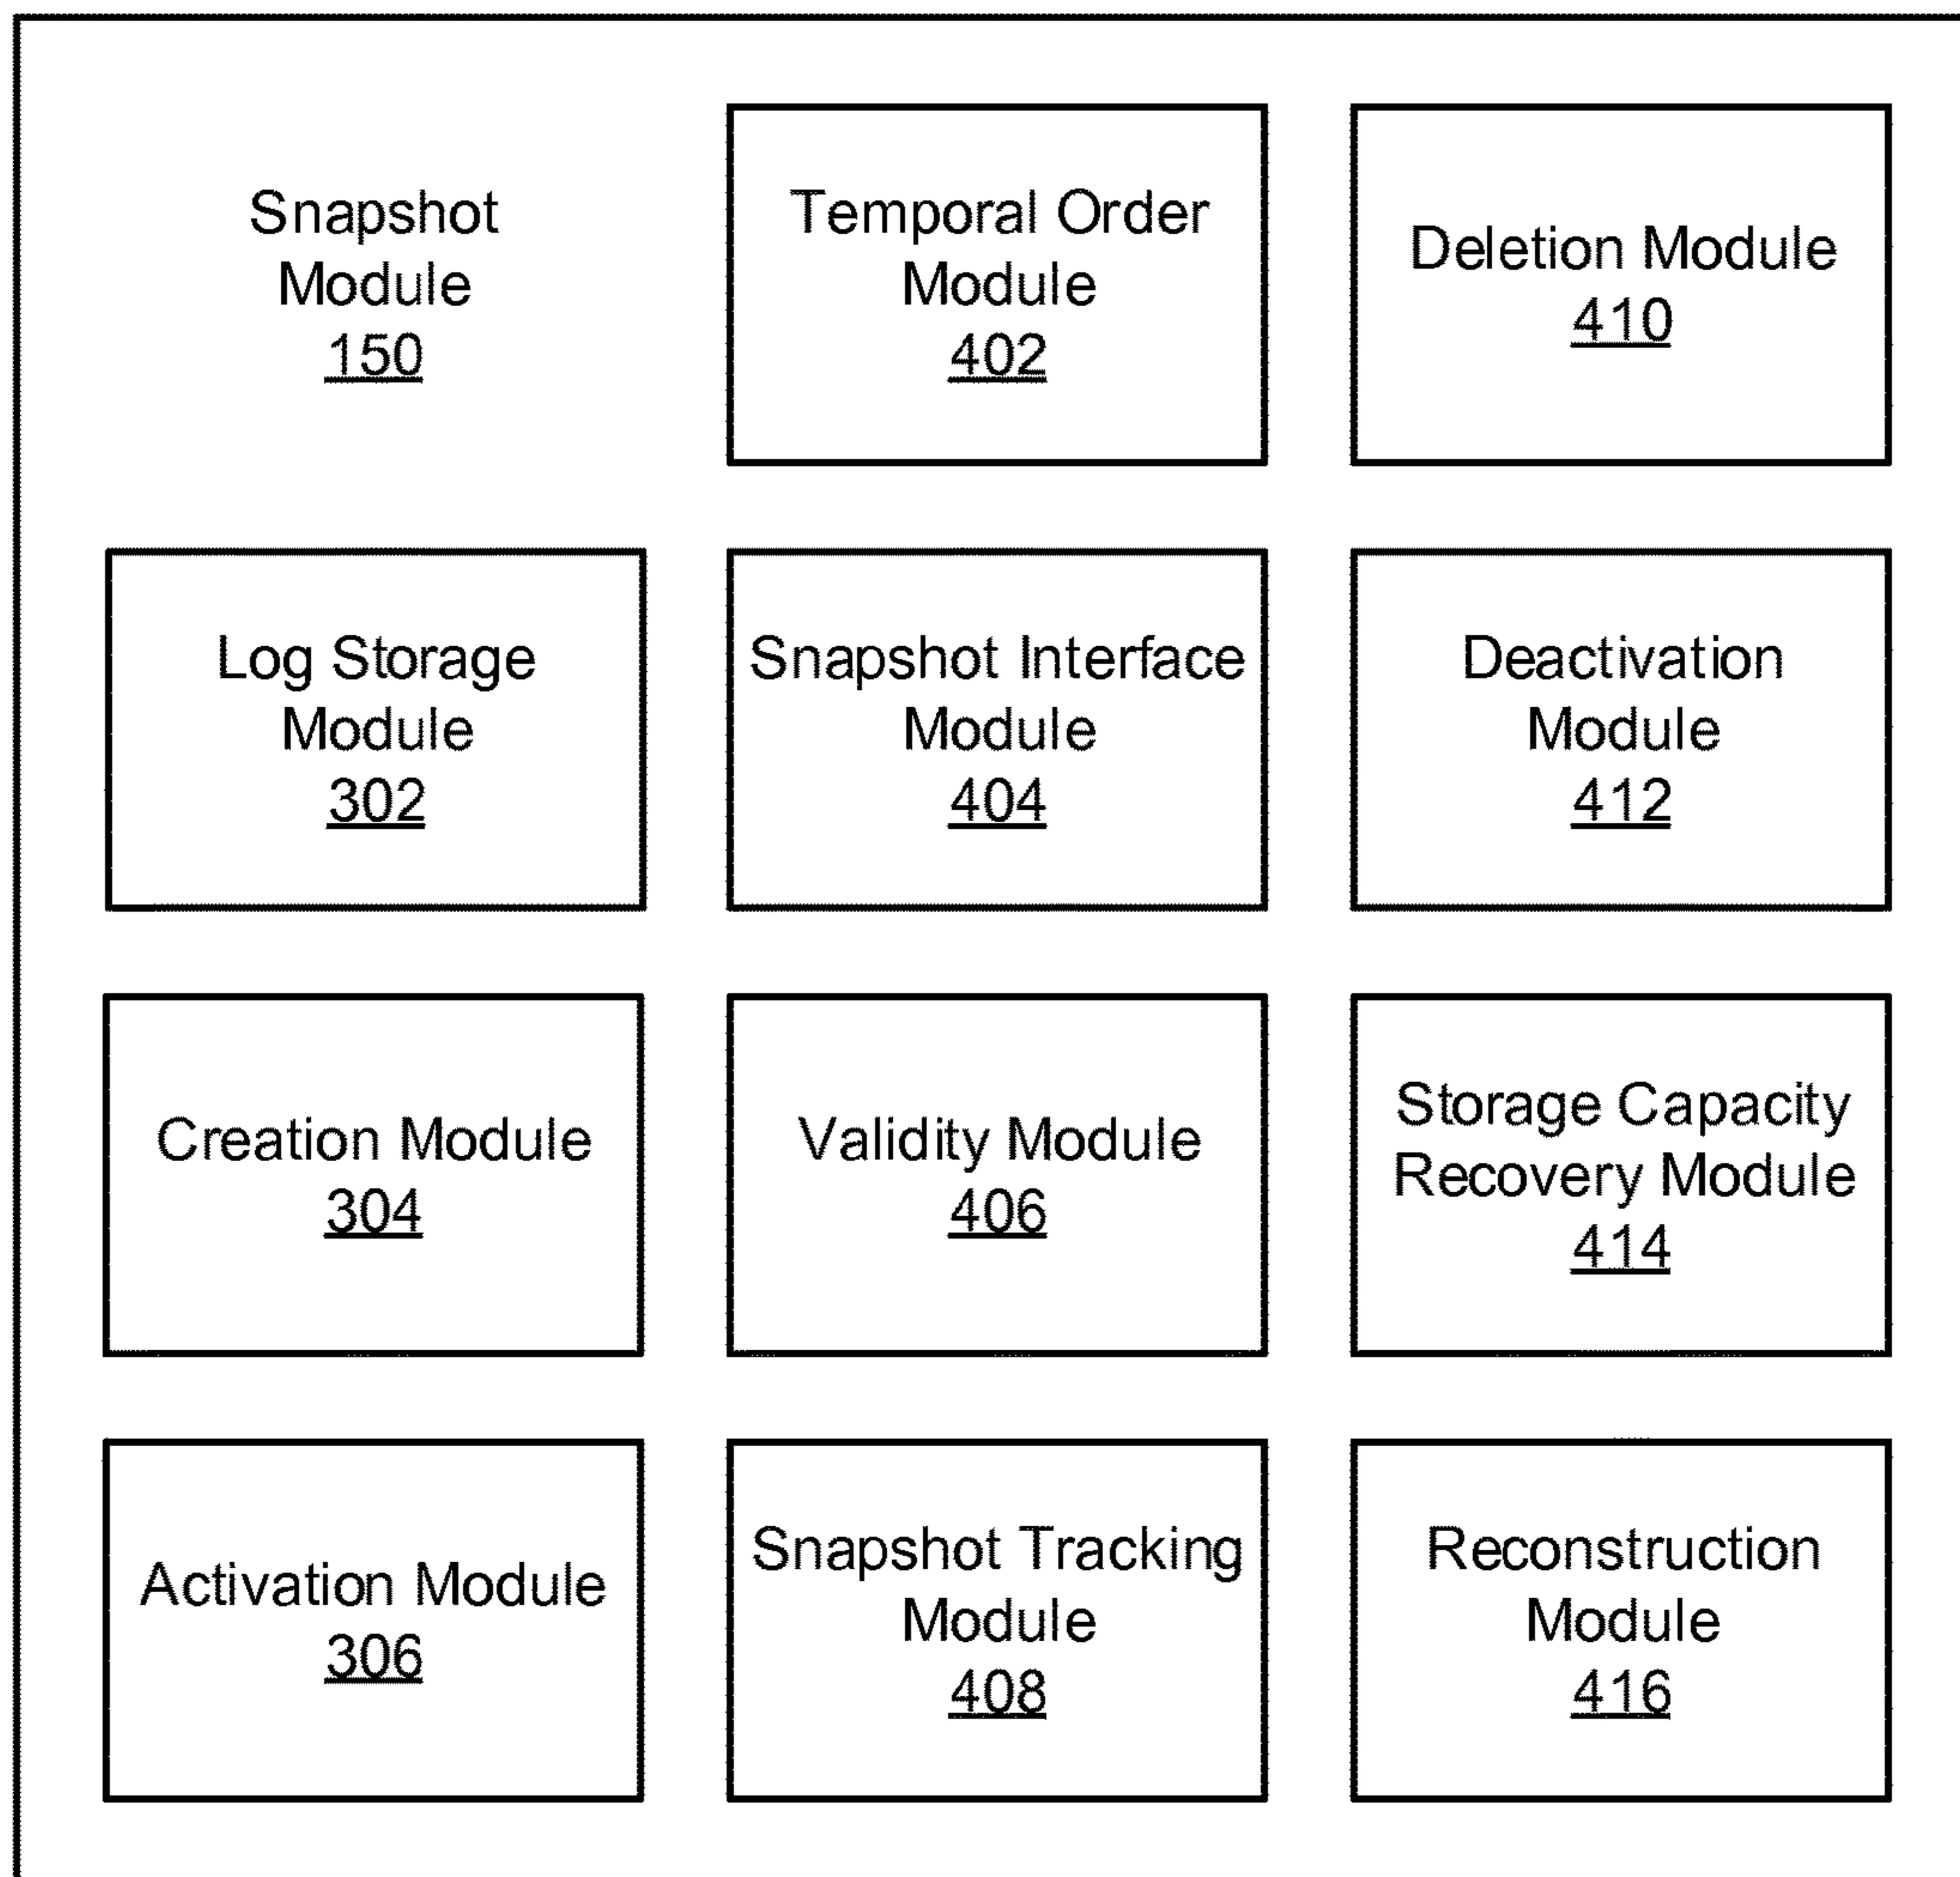 Snapshot
Module
150
Temporal Order
Module
402
Deletion Module
410
Log Storage
Module
302
Snapshot Interface
Module
404
Deactivation
Module
412
Creation Module
304
Validity Module
406
Storage Capacity
Recovery Module
414
Activation Module
306
Snapshot Tracking
Module
408
Reconstruction
Module
416